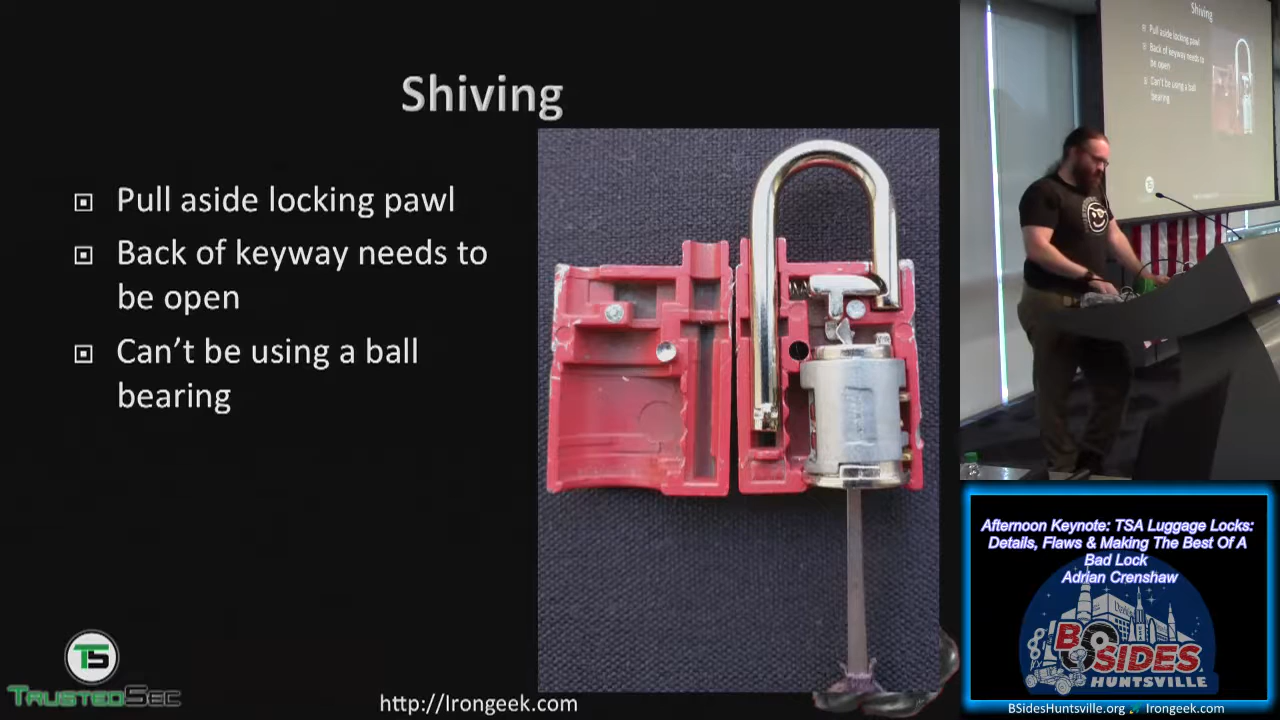 Shiving
Pull aside locking pawl
Back of keyway needs to
be open
Can't be using a ball
bearing
TS
TRUSTEDSEC
http://Irongeek.com
Shiving
Pull aside locking pawl
Back of keyway needs to
be open
Can't be using a ball
bearing
Afternoon Keynote: TSA Luggage Locks:
Details, Flaws & Making The Best Of A
Bad Lock
Adrian Crenshaw
BSIDES
HUNTSVILLE
BSidesHuntsville.org
Irongeek.com